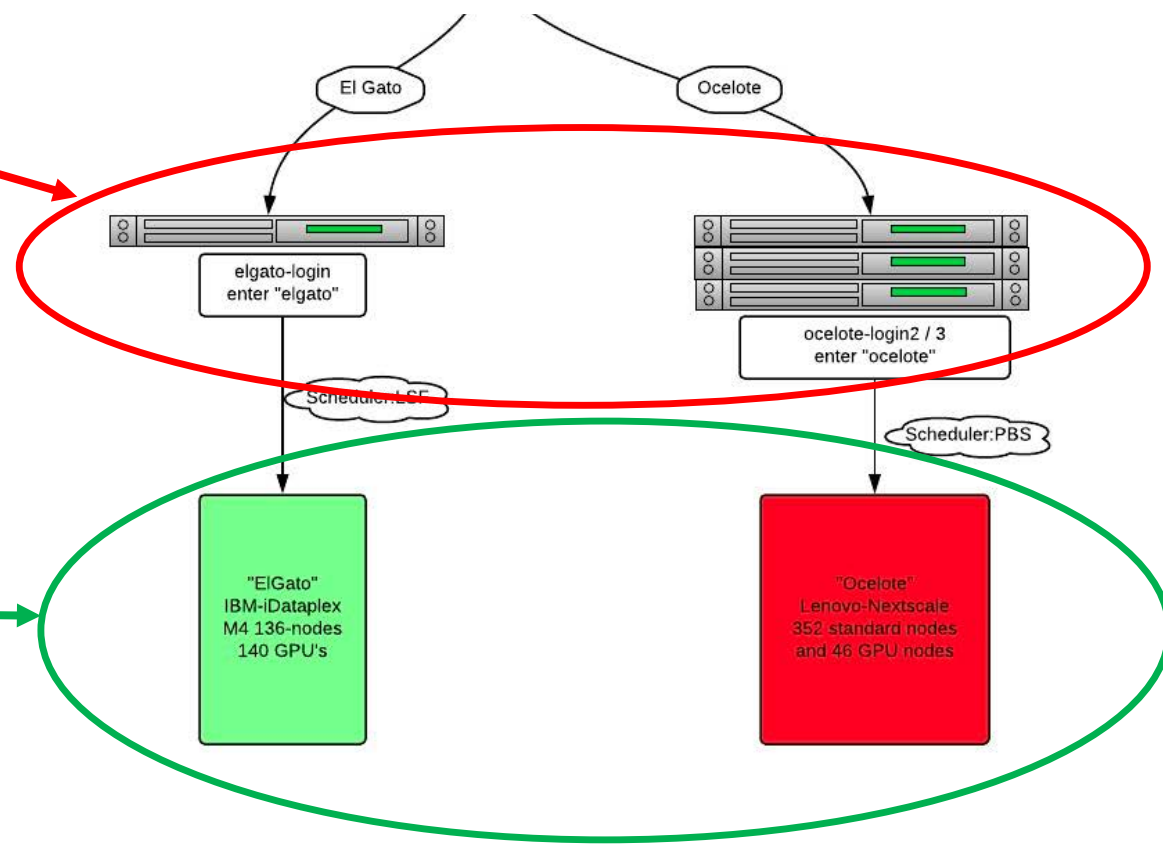 El Gato
Ocelote
elgato-login
enter "elgato"
ocelote-login2 / 3
enter "ocelote"
Scheduler:LSF
Scheduler:PBS
"ElGato"
IBM-iDataplex
M4 136-nodes
140 GPU's
"Ocelote"
Lenovo-Nextscale
352 standard nodes
and 46 GPU nodes